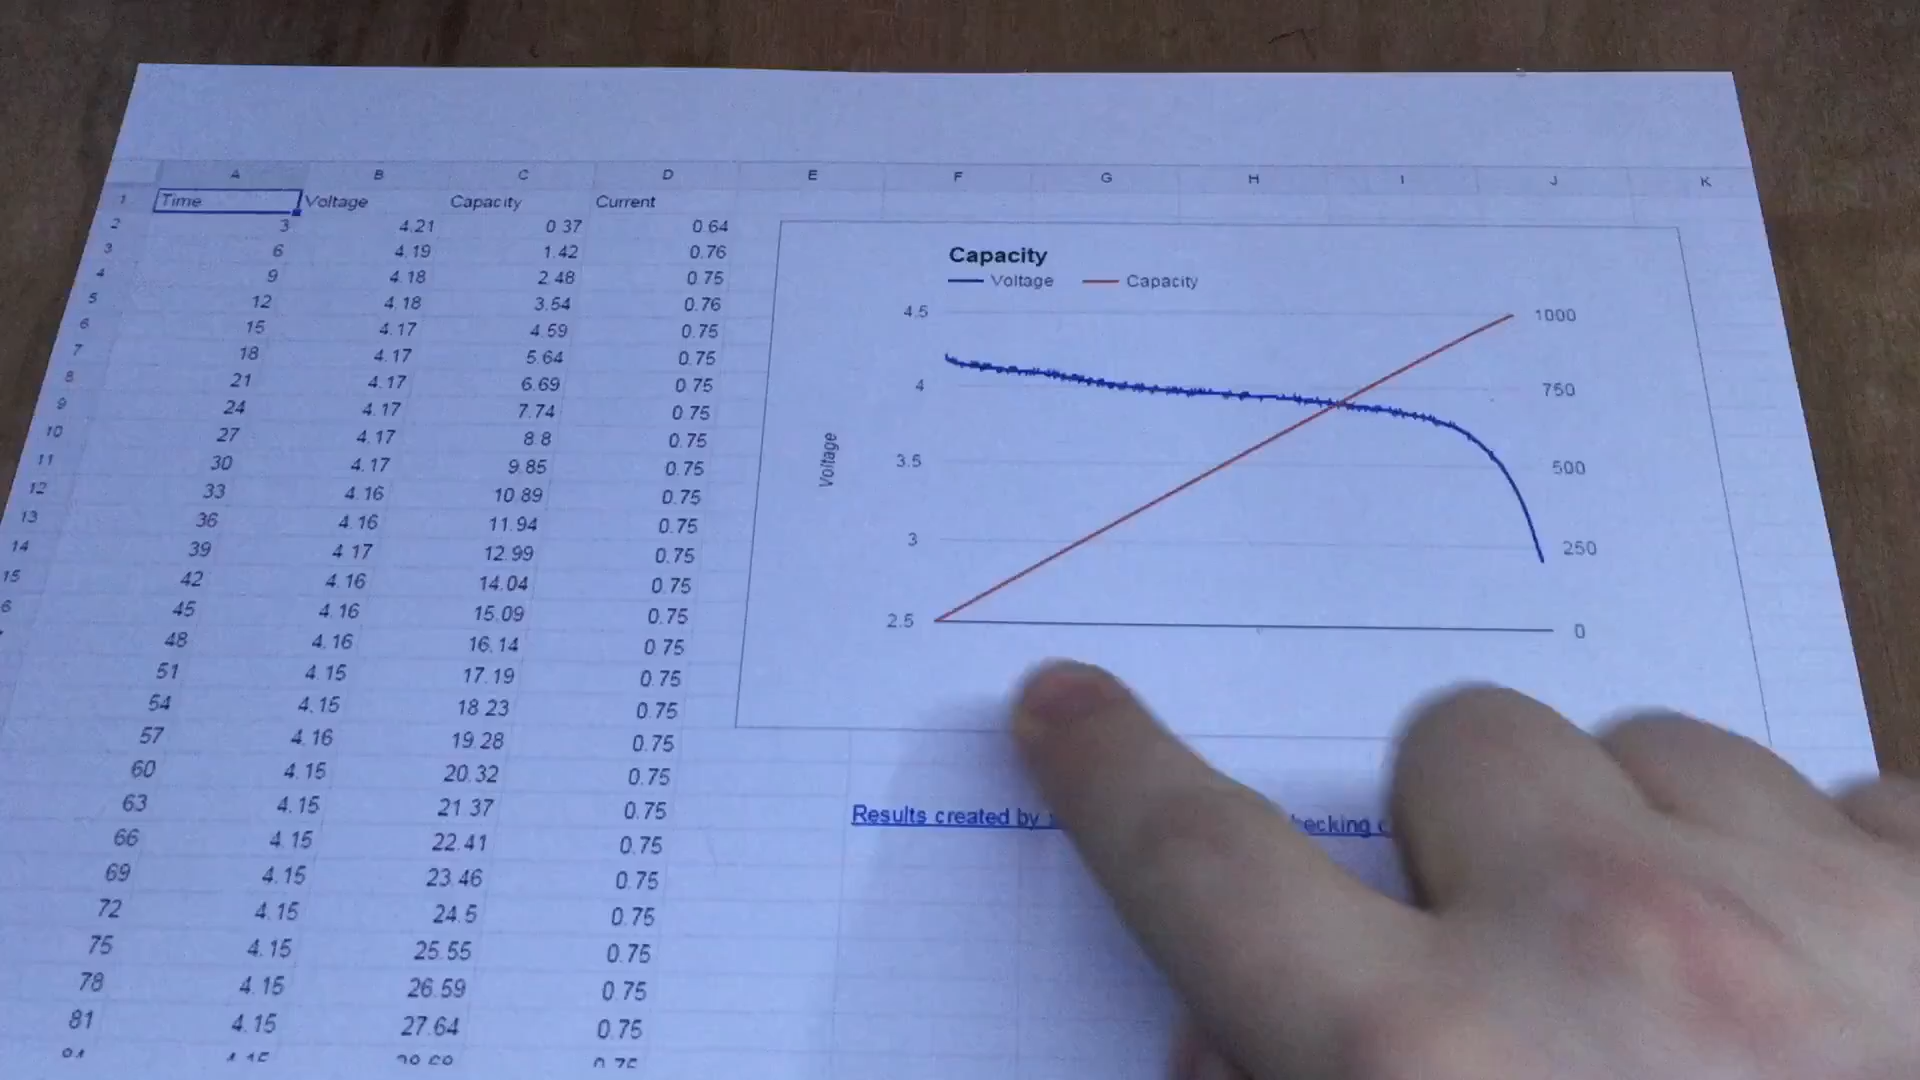 A B C D E F G H I J K
1 Time Voltage Capacity Current
2 3 4.21 0.37 0.64
3 6 4.19 1.42 0.76
4 9 4.18 2.48 0.75
5 12 4.18 3.54 0.76
6 15 4.17 4.59 0.75
7 18 4.17 5.64 0.75
8 21 4.17 6.69 0.75
9 24 4.17 7.74 0.75
10 27 4.17 8.8 0.75
11 30 4.17 9.85 0.75
12 33 4.16 10.89 0.75
13 36 4.16 11.94 0.75
14 39 4.17 12.99 0.75
15 42 4.16 14.04 0.75
6 45 4.16 15.09 0.75
48 4.16 16.14 0.75
51 4.15 17.19 0.75
54 4.15 18.23 0.75
57 4.16 19.28 0.75
60 4.15 20.32 0.75
63 4.15 21.37 0.75
66 4.15 22.41 0.75
69 4.15 23.46 0.75
72 4.15 24.5 0.75
75 4.15 25.55 0.75
78 4.15 26.59 0.75
81 4.15 27.64 0.75
Capacity
Voltage Capacity
4.5 1000
4 750
3.5 500
3 250
2.5 0
Voltage
Results created by ecking